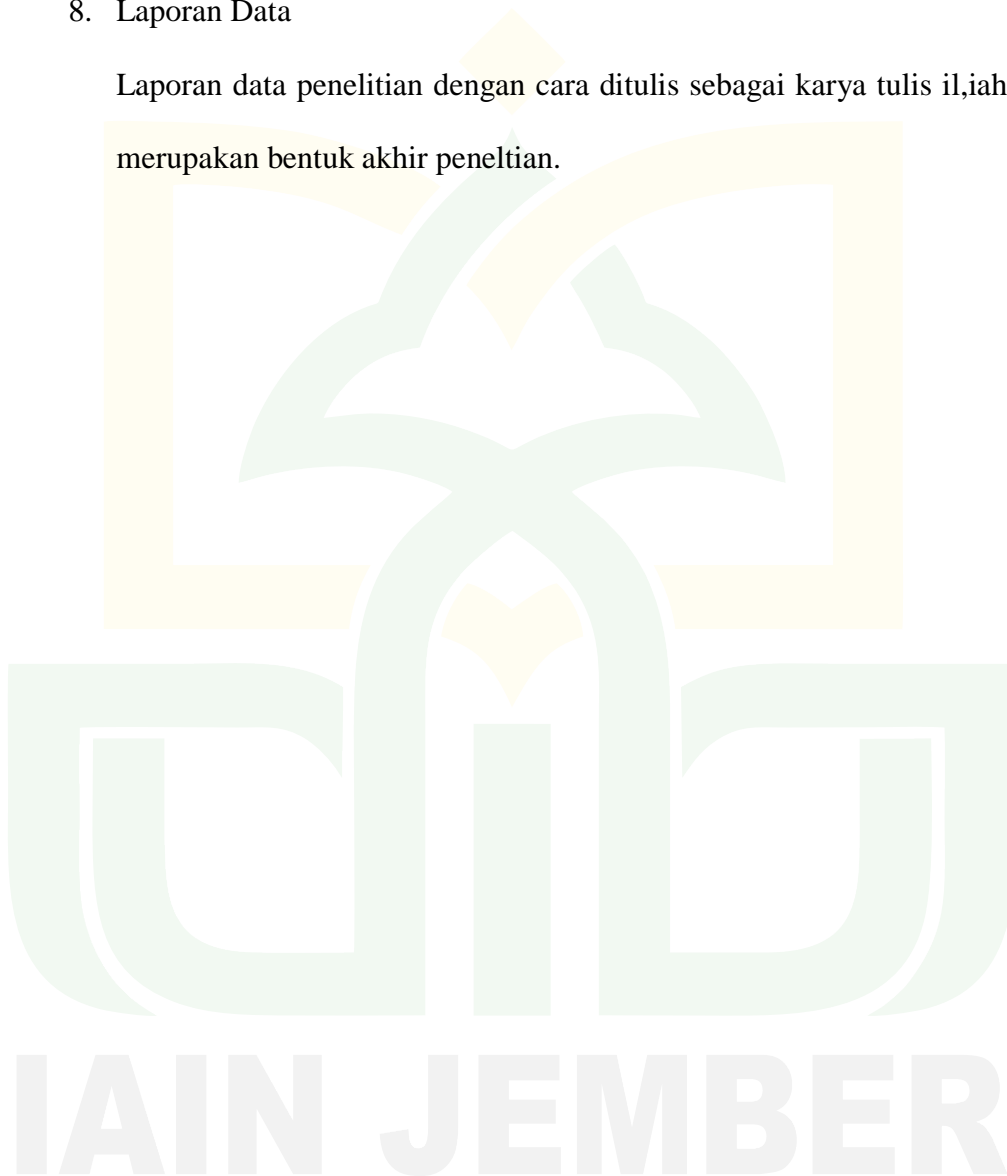 8. Laporan Data
Laporan data penelitian dengan cara ditulis sebagai karya tulis il,iah
merupakan bentuk akhir peneltian.
IAIN JEMBER